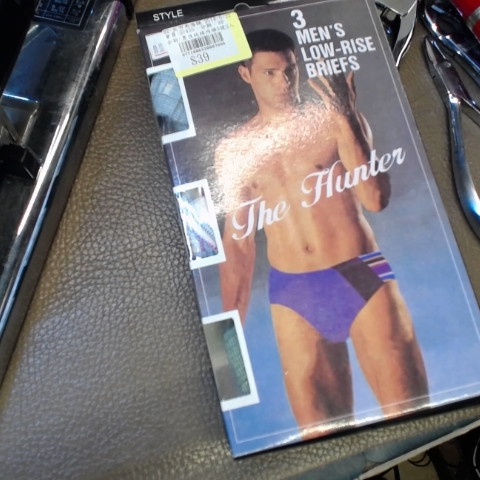 STYLE
$39
3
MEN'S
LOW-RISE
BRIEFS
The Hunter